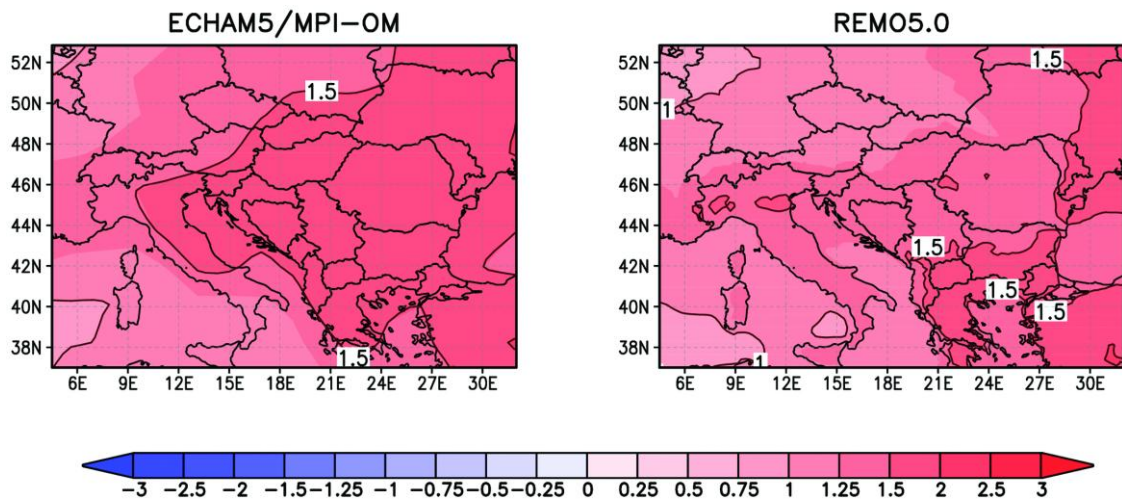 ECHAM5/MPI-OM
REMO5.0
52N
50N
48N
46N
44N
42N
40N
38N
1.5
1.5
6E 9E 12E 15E 18E 21E 24E 27E 30E
52N
50N
48N
46N
44N
42N
40N
38N
1.5
1
1.5
1.5
1.5
1
6E 9E 12E 15E 18E 21E 24E 27E 30E
-3 -2.5 -2 -1.5 -1.25 -1 -0.75 -0.5 -0.25 0 0.25 0.5 0.75 1 1.25 1.5 2 2.5 3